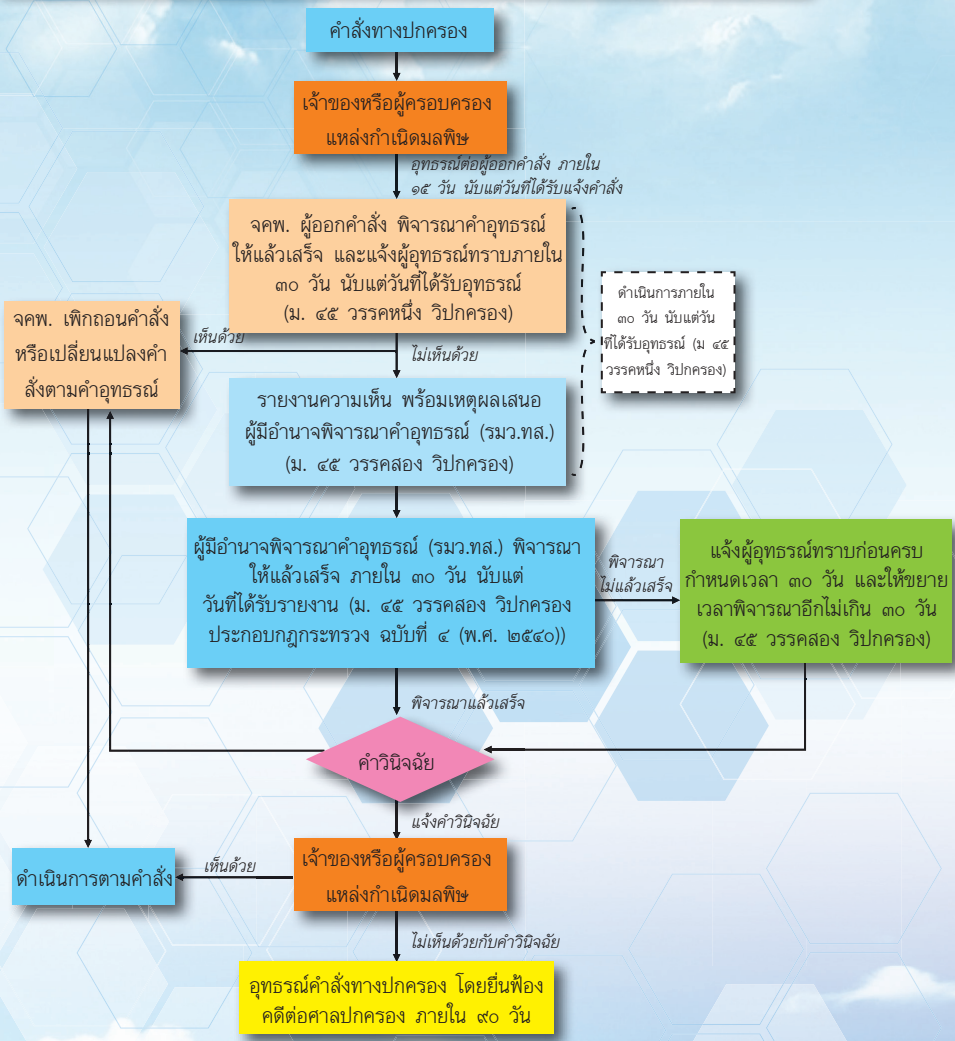 คำสั่งทางปกครอง
เจ้าของหรือผู้ครอบครอง
แหล่งกำเนิดมลพิษ
อุทธรณ์ต่อผู้ออกคำสั่ง ภายใน
๑๕ วัน นับแต่วันที่ได้รับแจ้งคำสั่ง
จคพ. ผู้ออกคำสั่ง พิจารณาคำอุทธรณ์
ให้แล้วเสร็จ และแจ้งผู้อุทธรณ์ทราบภายใน
๓๐ วัน นับแต่วันที่ได้รับอุทธรณ์
(ม. ๔๕ วรรคหนึ่ง วิปกครอง)
ดำเนินการภายใน
๓๐ วัน นับแต่วัน
ที่ได้รับอุทธรณ์ (ม ๔๕
วรรคหนึ่ง วิปกครอง)
จคพ. เพิกถอนคำสั่ง
หรือเปลี่ยนแปลงคำ
สั่งตามคำอุทธรณ์
เห็นด้วย
ไม่เห็นด้วย
รายงานความเห็น พร้อมเหตุผลเสนอ
ผู้มีอำนาจพิจารณาคำอุทธรณ์ (รมว.ทส.)
(ม. ๔๕ วรรคสอง วิปกครอง)
ผู้มีอำนาจพิจารณาคำอุทธรณ์ (รมว.ทส.) พิจารณา
ให้แล้วเสร็จ ภายใน ๓๐ วัน นับแต่
วันที่ได้รับรายงาน (ม. ๔๕ วรรคสอง วิปกครอง
ประกอบกฎกระทรวง ฉบับที่ ๔ (พ.ศ. ๒๕๔๐))
พิจารณา
ไม่แล้วเสร็จ
แจ้งผู้อุทธรณ์ทราบก่อนครบ
กำหนดเวลา ๓๐ วัน และให้ขยาย
เวลาพิจารณาอีกไม่เกิน ๓๐ วัน
(ม. ๔๕ วรรคสอง วิปกครอง)
พิจารณาแล้วเสร็จ
คำวินิจฉัย
แจ้งคำวินิจฉัย
เจ้าของหรือผู้ครอบครอง
แหล่งกำเนิดมลพิษ
เห็นด้วย
ดำเนินการตามคำสั่ง
ไม่เห็นด้วยกับคำวินิจฉัย
อุทธรณ์คำสั่งทางปกครอง โดยยื่นฟ้อง
คดีต่อศาลปกครอง ภายใน ๙๐ วัน